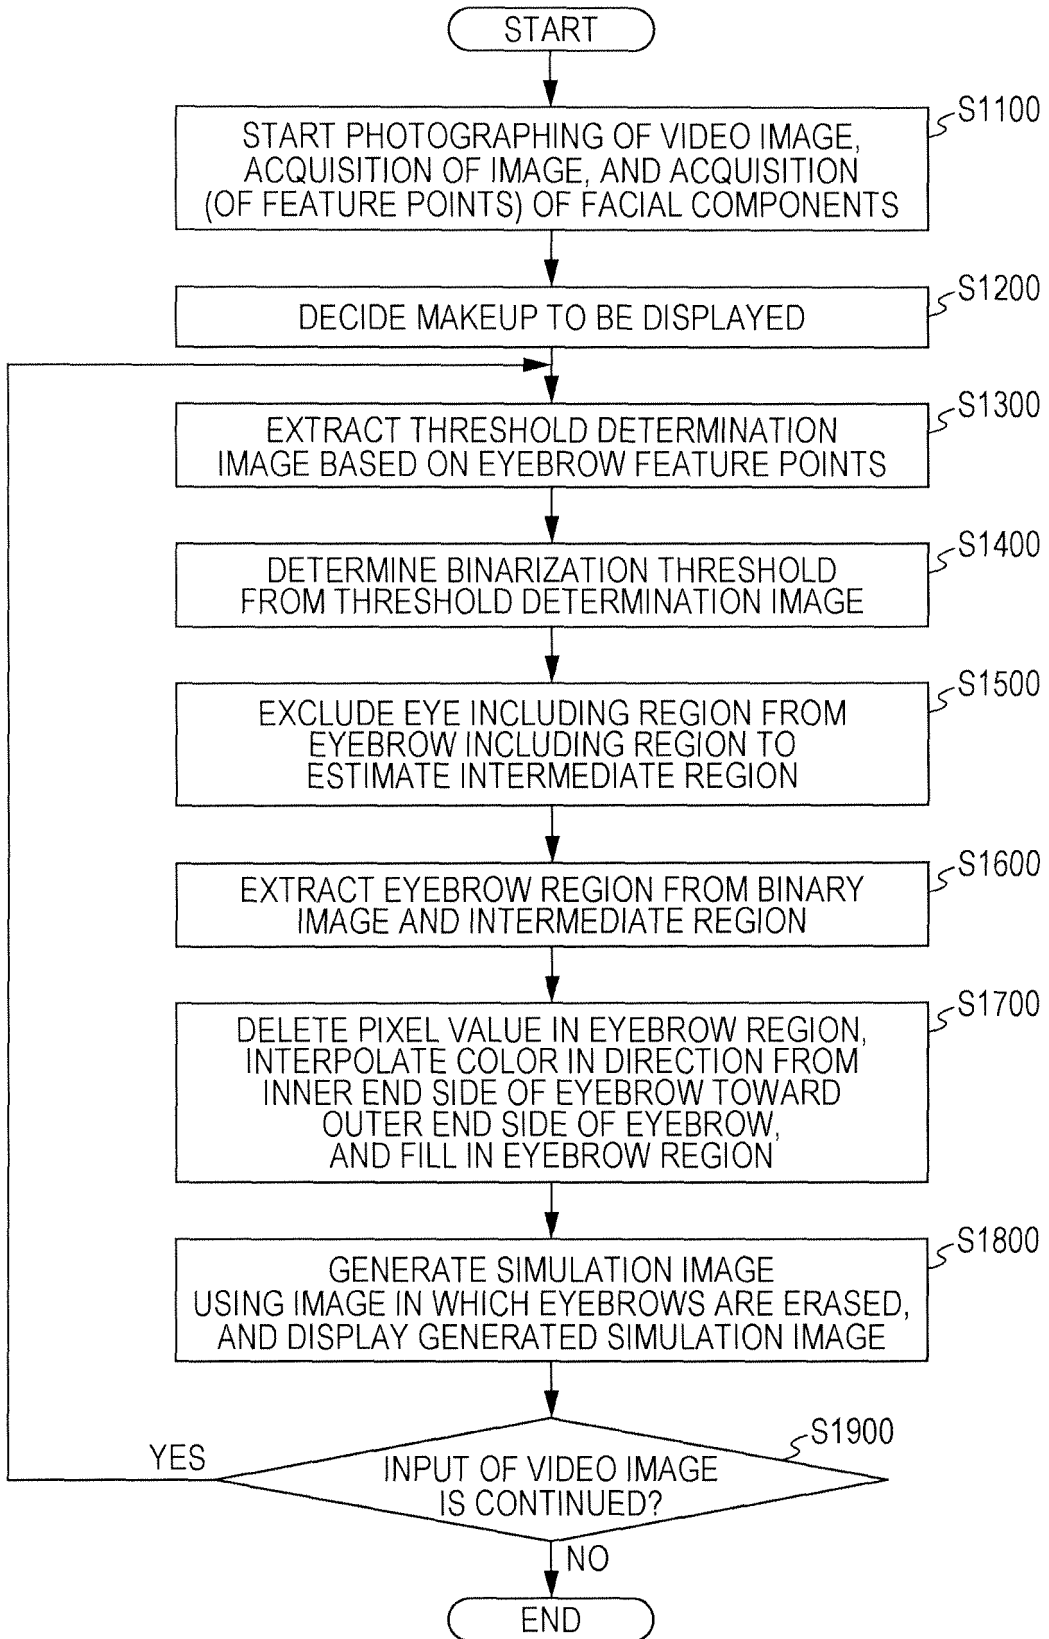 START
S1100
START PHOTOGRAPHING OF VIDEO IMAGE,
ACQUISITION OF IMAGE, AND ACQUISITION
(OF FEATURE POINTS) OF FACIAL COMPONENTS
S1200
DECIDE MAKEUP TO BE DISPLAYED
S1300
EXTRACT THRESHOLD DETERMINATION
IMAGE BASED ON EYEBROW FEATURE POINTS
S1400
DETERMINE BINARIZATION THRESHOLD
FROM THRESHOLD DETERMINATION IMAGE
S1500
EXCLUDE EYE INCLUDING REGION FROM
EYEBROW INCLUDING REGION TO
ESTIMATE INTERMEDIATE REGION
S1600
EXTRACT EYEBROW REGION FROM BINARY
IMAGE AND INTERMEDIATE REGION
S1700
DELETE PIXEL VALUE IN EYEBROW REGION,
INTERPOLATE COLOR IN DIRECTION FROM
INNER END SIDE OF EYEBROW TOWARD
OUTER END SIDE OF EYEBROW,
AND FILL IN EYEBROW REGION
S1800
GENERATE SIMULATION IMAGE
USING IMAGE IN WHICH EYEBROWS ARE ERASED,
AND DISPLAY GENERATED SIMULATION IMAGE
S1900
YES
INPUT OF VIDEO IMAGE
IS CONTINUED?
NO
END